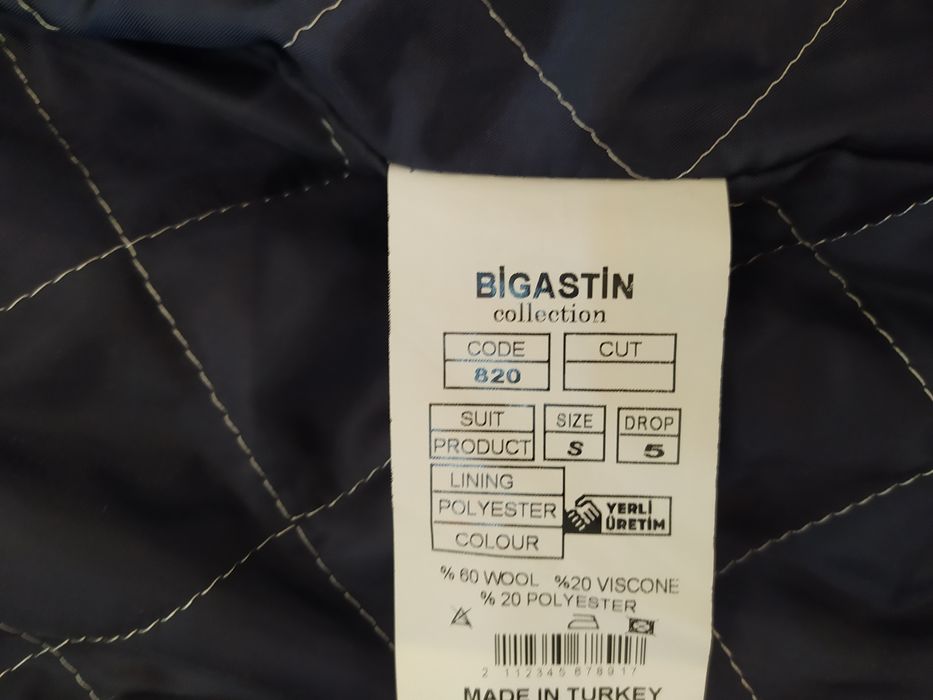 BİGASTİN
collection
CODE CUT
820
SUIT SIZE DROP
PRODUCT S 5
LINING
POLYESTER YERLİ
ÜRETİM
COLOUR
% 60 WOOL %20 VISCONE
% 20 POLYESTER
2 112345 678917
MADE IN TURKEY